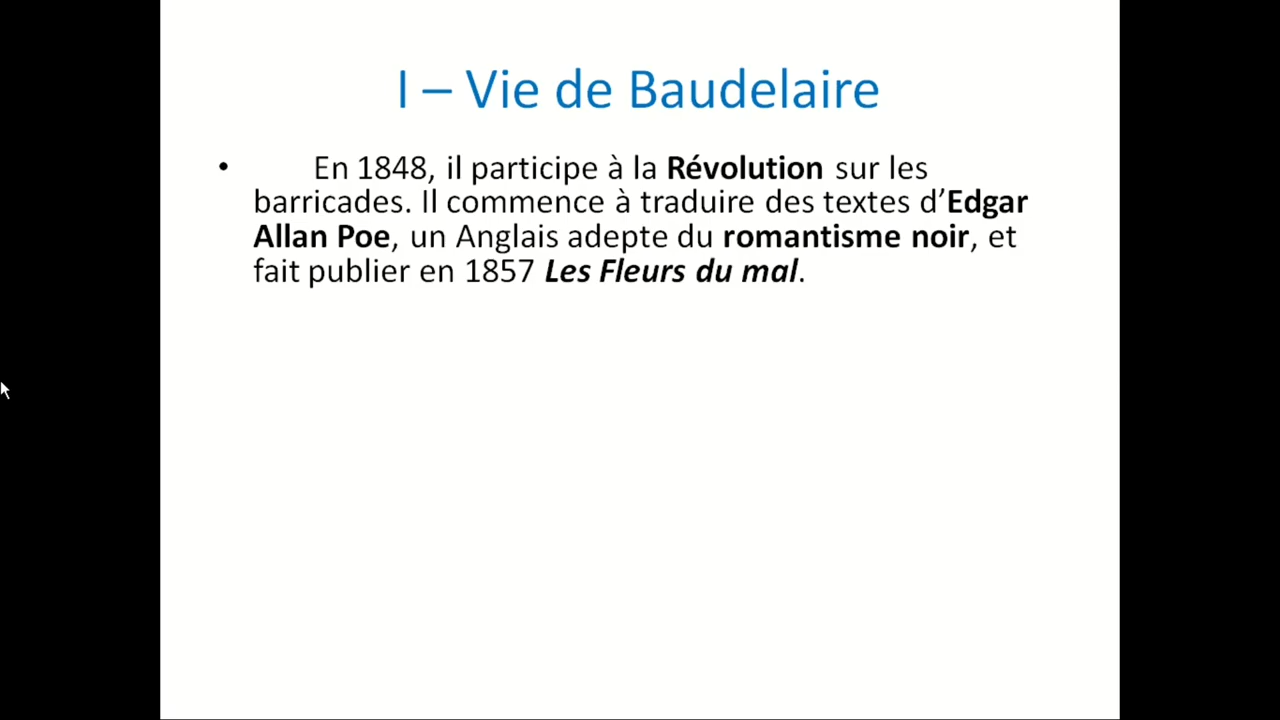 I – Vie de Baudelaire
• En 1848, il participe à la Révolution sur les
barricades. Il commence à traduire des textes d’Edgar
Allan Poe, un Anglais adepte du romantisme noir, et
fait publier en 1857 Les Fleurs du mal.